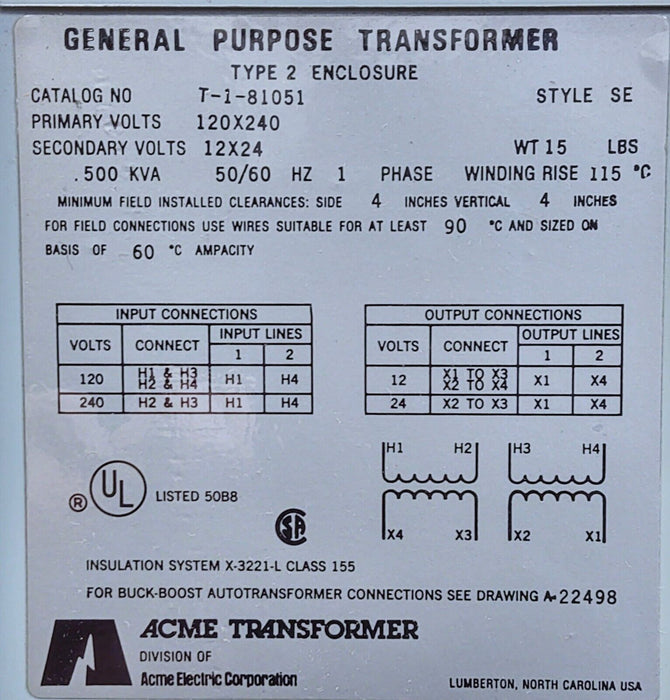 GENERAL PURPOSE TRANSFORMER
TYPE 2 ENCLOSURE
CATALOG NO T-1-81051 STYLE SE
PRIMARY VOLTS 120X240
SECONDARY VOLTS 12X24 WT 15 LBS
.500 KVA 50/60 HZ 1 PHASE WINDING RISE 115 °C
MINIMUM FIELD INSTALLED CLEARANCES: SIDE 4 INCHES VERTICAL 4 INCHES
FOR FIELD CONNECTIONS USE WIRES SUITABLE FOR AT LEAST 90 °C AND SIZED ON
BASIS OF 60 °C AMPACITY
INPUT CONNECTIONS
VOLTS CONNECT INPUT LINES
1 2
120 H1 & H3 H2 & H4 H1 H4
240 H2 & H3 H1 H4
OUTPUT CONNECTIONS
VOLTS CONNECT OUTPUT LINES
1 2
12 X1 TO X3 X2 TO X4 X1 X4
24 X2 TO X3 X1 X4
H1 H2 H3 H4
X4 X3 X2 X1
® UL LISTED 50B8
SA
INSULATION SYSTEM X-3221-L CLASS 155
FOR BUCK-BOOST AUTOTRANSFORMER CONNECTIONS SEE DRAWING A-22498
ACME TRANSFORMER
DIVISION OF
Acme Electric Corporation
LUMBERTON, NORTH CAROLINA USA